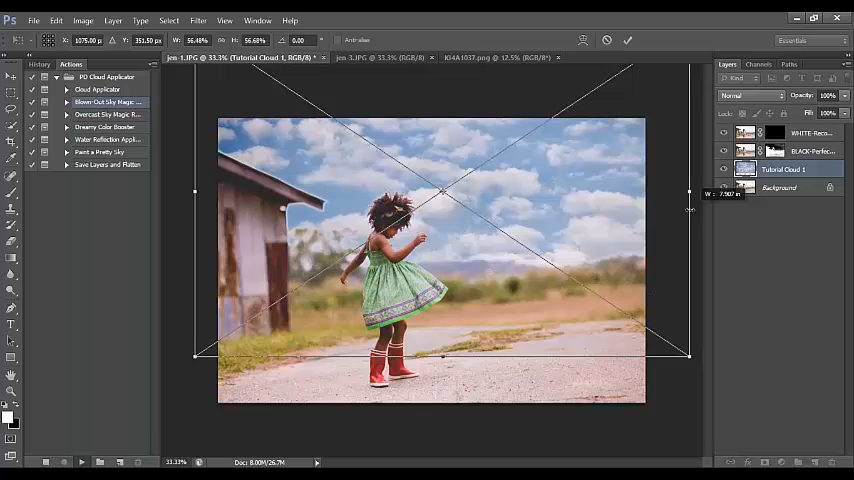 Ps File Edit Image Layer Type Select Filter View Window Help
X: 1075.00 p Y: 351.50 px W: 56.48% H: 56.68% 0.00 Anti-alias Essentials
jen-1.JPG @ 33.3% (Tutorial Cloud 1, RGB/8) * × jen-3.JPG @ 33.3% (RGB/8) × IG4A1037.png @ 12.5% (RGB/8*) ×
History Actions
PD Cloud Applicator
Cloud Applicator
Blown-Out Sky Magic ...
Overcast Sky Magic R...
Dreamy Color Booster
Water Reflection Appli...
Paint a Pretty Sky
Save Layers and Flatten
Layers Channels Paths
Kind
Normal Opacity: 100%
Lock: Fill: 100%
WHITE-Reco...
BLACK-Perfec...
Tutorial Cloud 1
Background
W: 7.907 in
33.33% Doc: 8.00M/26.7M